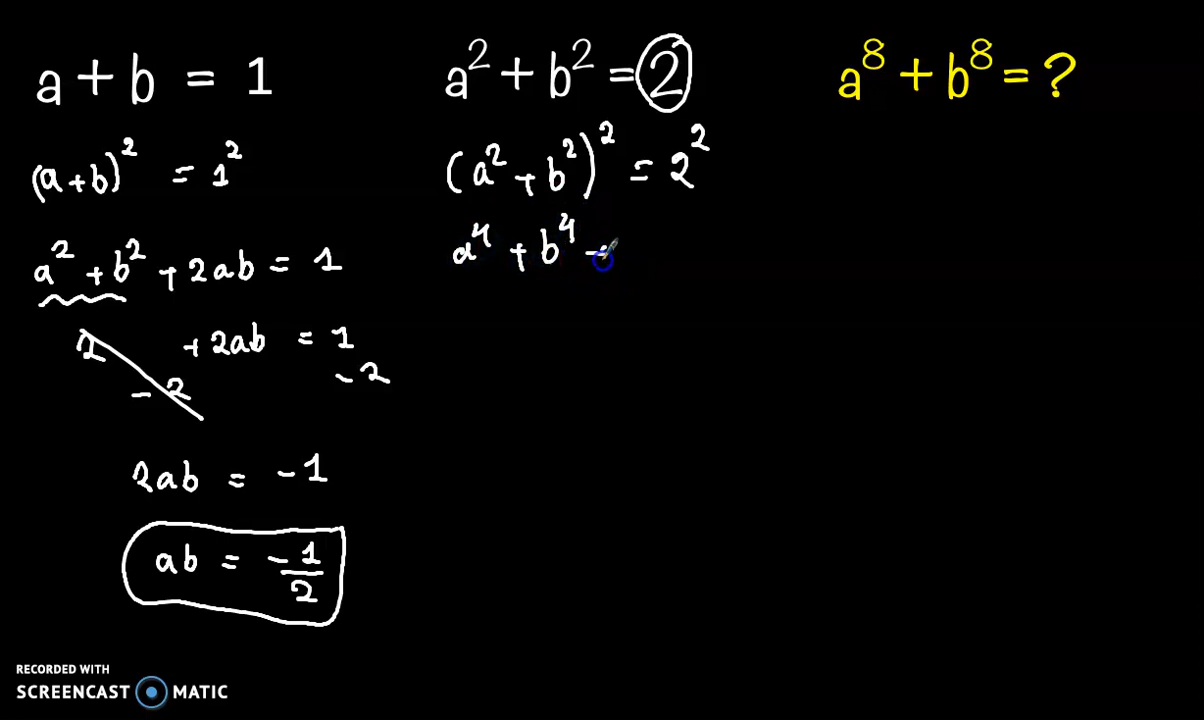 a + b = 1
(a+b)² = 1²
a² + b² + 2ab = 1
2 + 2ab = 1
- 2 - 2
2ab = -1
ab = -1/2
a² + b² = 2
(a² + b²)² = 2²
a⁴ + b⁴ +
a⁸ + b⁸ = ?
RECORDED WITH
SCREENCAST MATIC